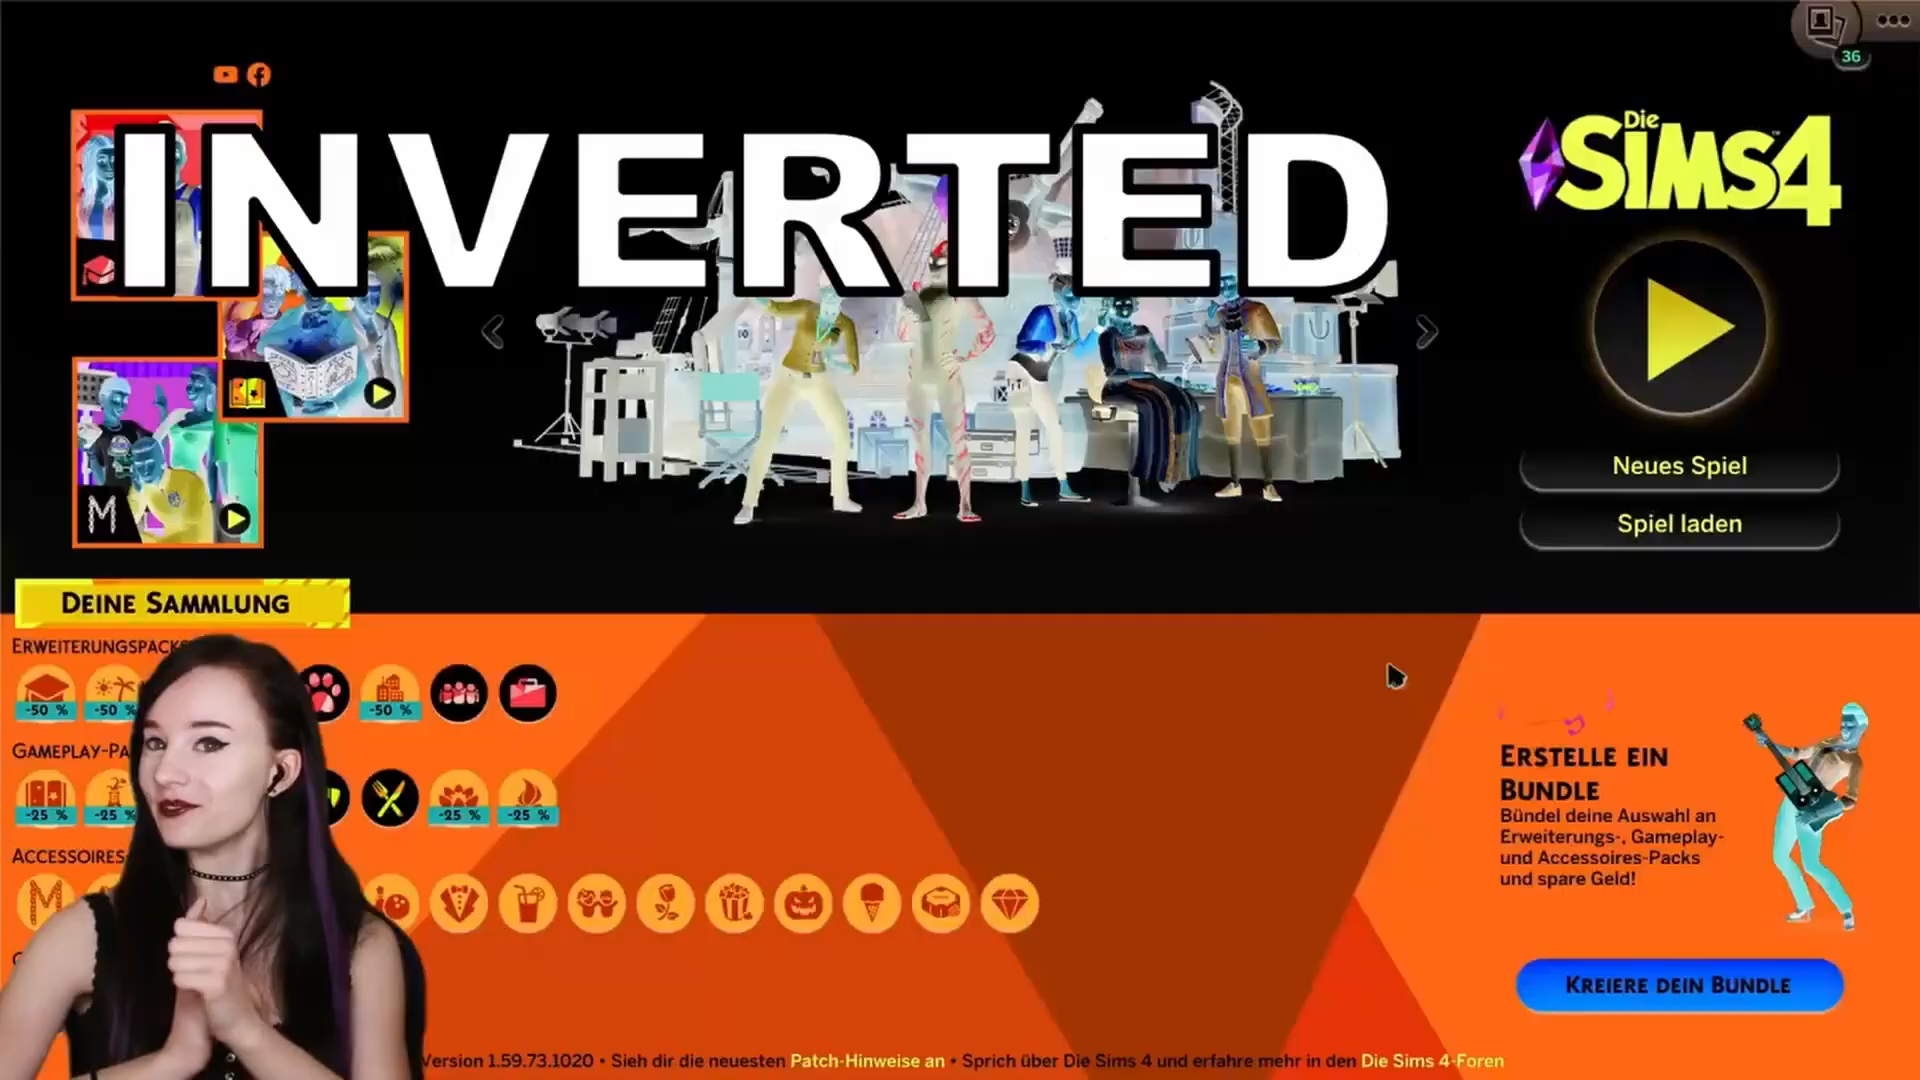 36
INVERTED
Die
SiMS4
Neues Spiel
Spiel laden
DEINE SAMMLUNG
ERWEITERUNGSPACKS
-50 %
-50 %
-50 %
GAMEPLAY-PA
-25 %
-25 %
-25 %
-25 %
ACCESSOIRES-
ERSTELLE EIN
BUNDLE
Bündel deine Auswahl an
Erweiterungs-, Gameplay-
und Accessoires-Packs
und spare Geld!
KREIERE DEIN BUNDLE
Version 1.59.73.1020 • Sieh dir die neuesten Patch-Hinweise an • Sprich über Die Sims 4 und erfahre mehr in den Die Sims 4-Foren